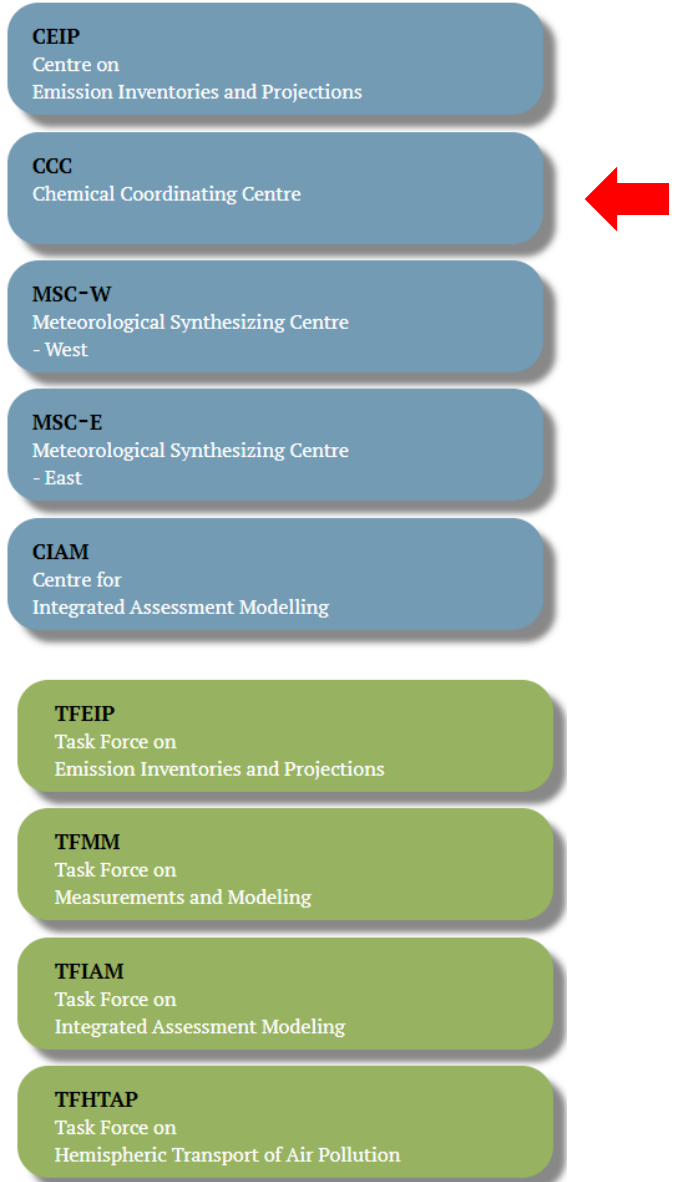 CEIP
Centre on
Emission Inventories and Projections
CCC
Chemical Coordinating Centre
MSC-W
Meteorological Synthesizing Centre
- West
MSC-E
Meteorological Synthesizing Centre
- East
CIAM
Centre for
Integrated Assessment Modelling
TFEIP
Task Force on
Emission Inventories and Projections
TFMM
Task Force on
Measurements and Modeling
TFIAM
Task Force on
Integrated Assessment Modeling
TFHTAP
Task Force on
Hemispheric Transport of Air Pollution